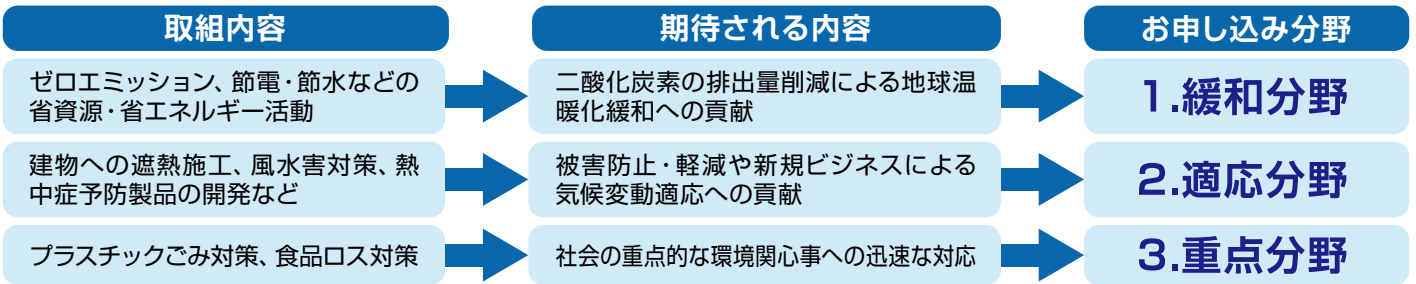 取組内容
期待される内容
お申し込み分野
ゼロエミッション、節電・節水などの
省資源・省エネルギー活動
二酸化炭素の排出量削減による地球温
暖化緩和への貢献
1.緩和分野
建物への遮熱施工、風水害対策、熱
中症予防製品の開発など
被害防止・軽減や新規ビジネスによる
気候変動適応への貢献
2.適応分野
プラスチックごみ対策、食品ロス対策
社会の重点的な環境関心事への迅速な対応
3.重点分野